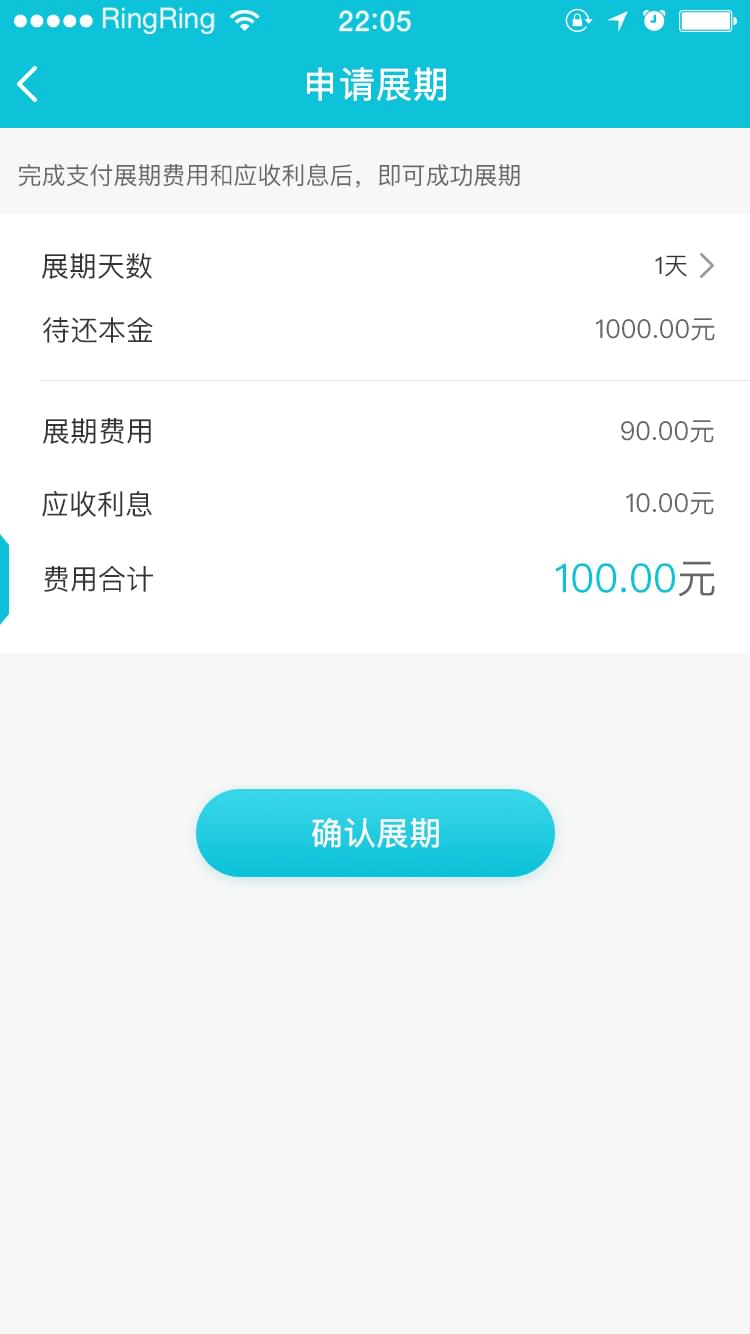 RingRing 22:05
申请展期
完成支付展期费用和应收利息后，即可成功展期
展期天数 1天
待还本金 1000.00元
展期费用 90.00元
应收利息 10.00元
费用合计 100.00元
确认展期